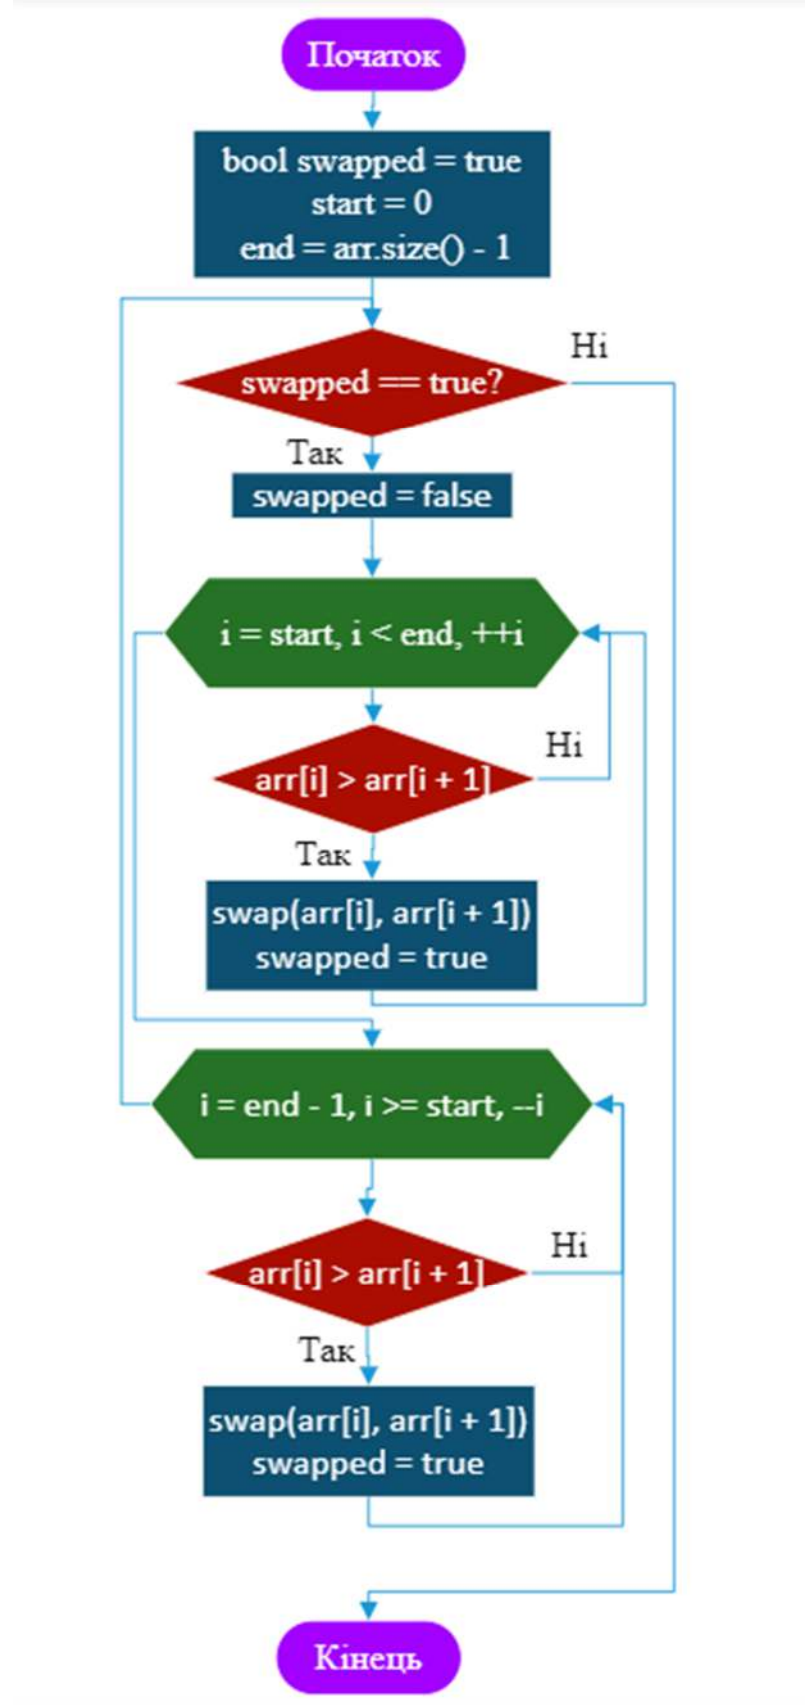 Початок
bool swapped = true
start = 0
end = arr.size() - 1
swapped == true?
Ні
Так
swapped = false
i = start, i < end, ++i
arr[i] > arr[i + 1]
Ні
Так
swap(arr[i], arr[i + 1])
swapped = true
i = end - 1, i >= start, --i
arr[i] > arr[i + 1]
Ні
Так
swap(arr[i], arr[i + 1])
swapped = true
Кінець